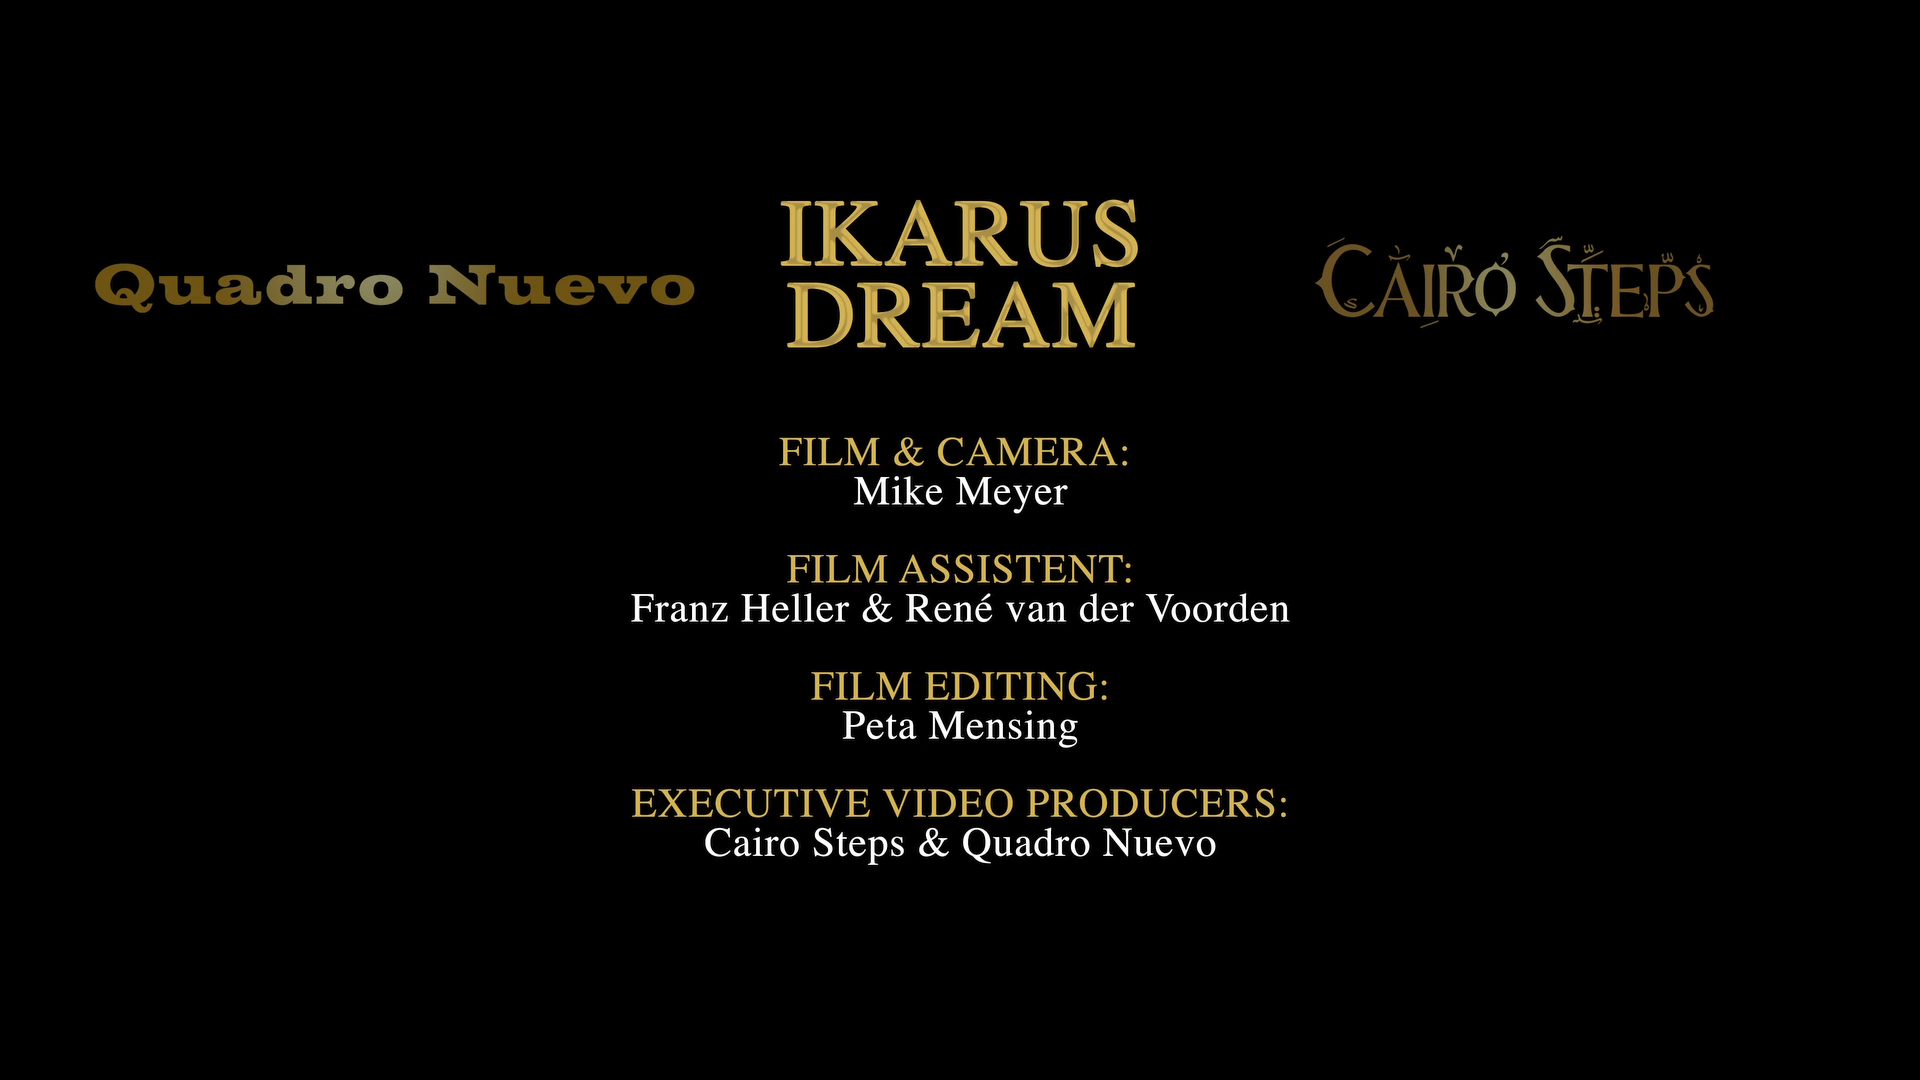 Quadro Nuevo
IKARUS
DREAM
CAIRO STEPS
FILM & CAMERA:
Mike Meyer
FILM ASSISTENT:
Franz Heller & René van der Voorden
FILM EDITING:
Peta Mensing
EXECUTIVE VIDEO PRODUCERS:
Cairo Steps & Quadro Nuevo